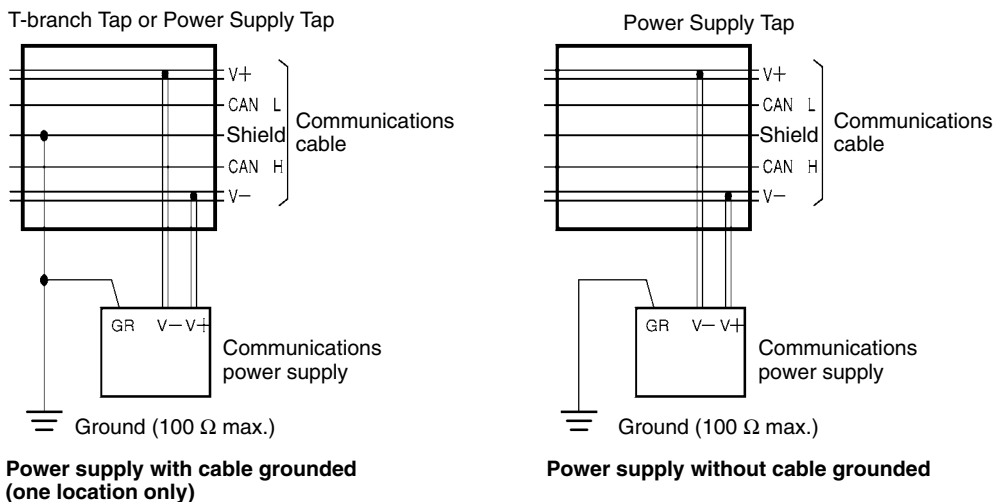 T-branch Tap or Power Supply Tap
V+
CAN L
Shield
CAN H
V−
Communications
cable
GR V− V+
Communications
power supply
Ground (100 Ω max.)
Power supply with cable grounded
(one location only)
Power Supply Tap
V+
CAN L
Shield
CAN H
V−
Communications
cable
GR V− V+
Communications
power supply
Ground (100 Ω max.)
Power supply without cable grounded